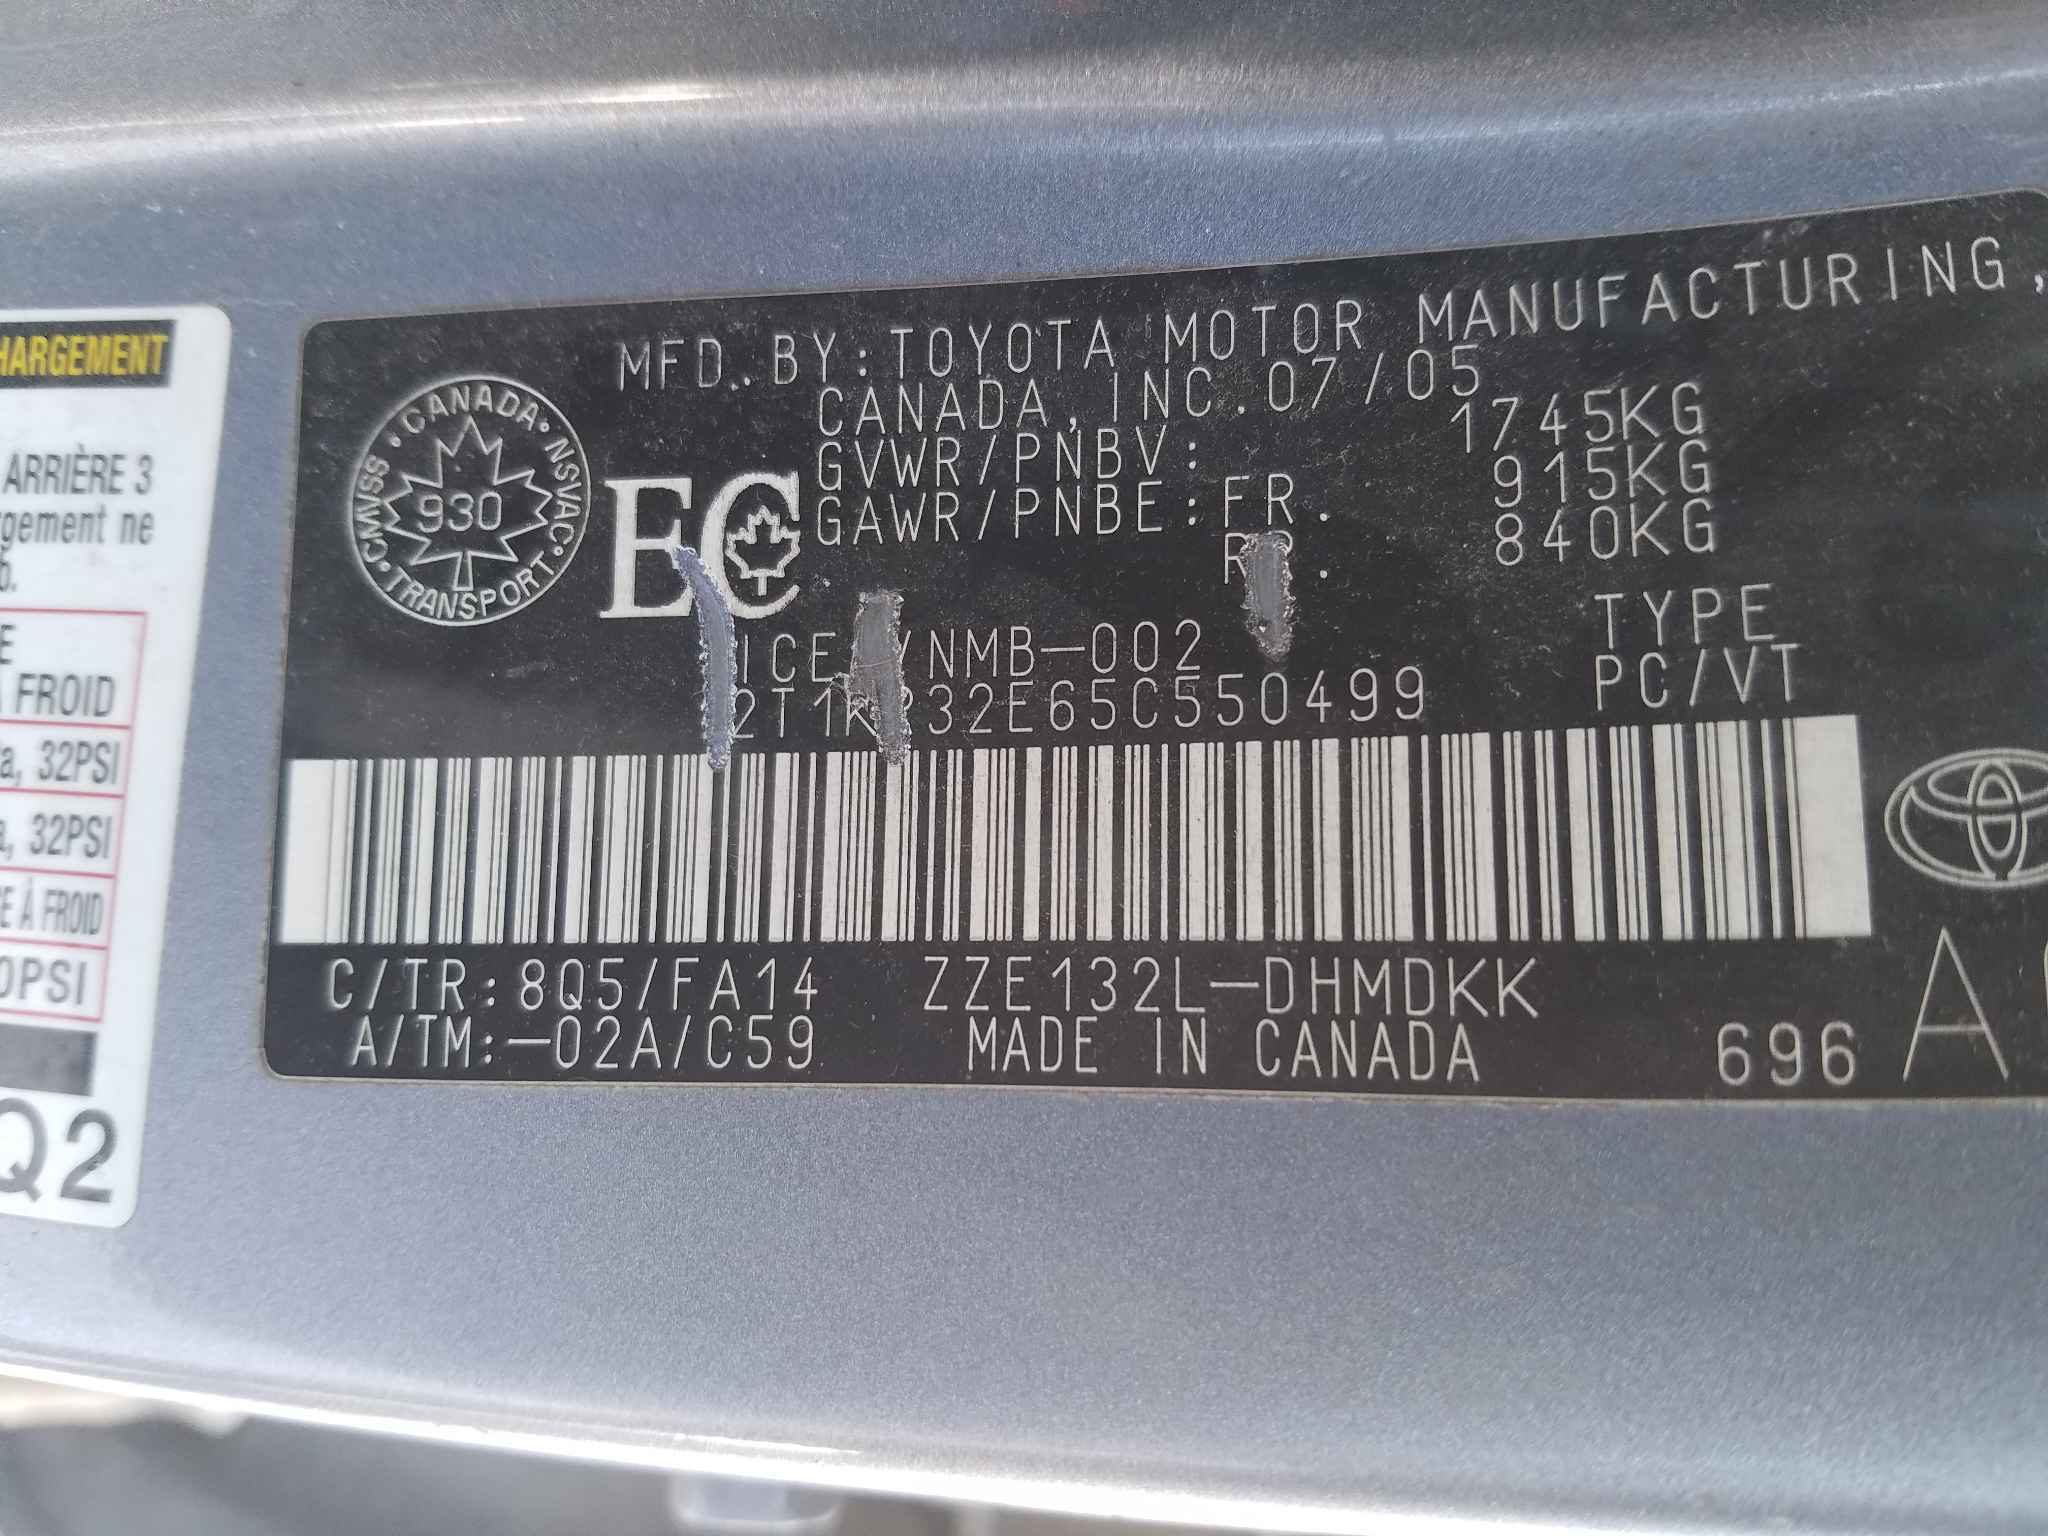 HARGEMENT
ARRIÈRE 3
rgement ne
b.
E
À FROID
a, 32PSI
a, 32PSI
E À FROID
0PSI
Q2
CANADA · NSVAC · TRANSPORT · CMVSS
930
EC
MFD. BY: TOYOTA MOTOR MANUFACTURING,
CANADA, INC. 07/05
GVWR/PNBV: 1745KG
GAWR/PNBE: FR. 915KG
840KG
NMB-002 TYPE
PC/VT
C/TR: 8Q5/FA14 ZZE132L-DHMDKK
A/TM: -02A/C59 MADE IN CANADA 696
A